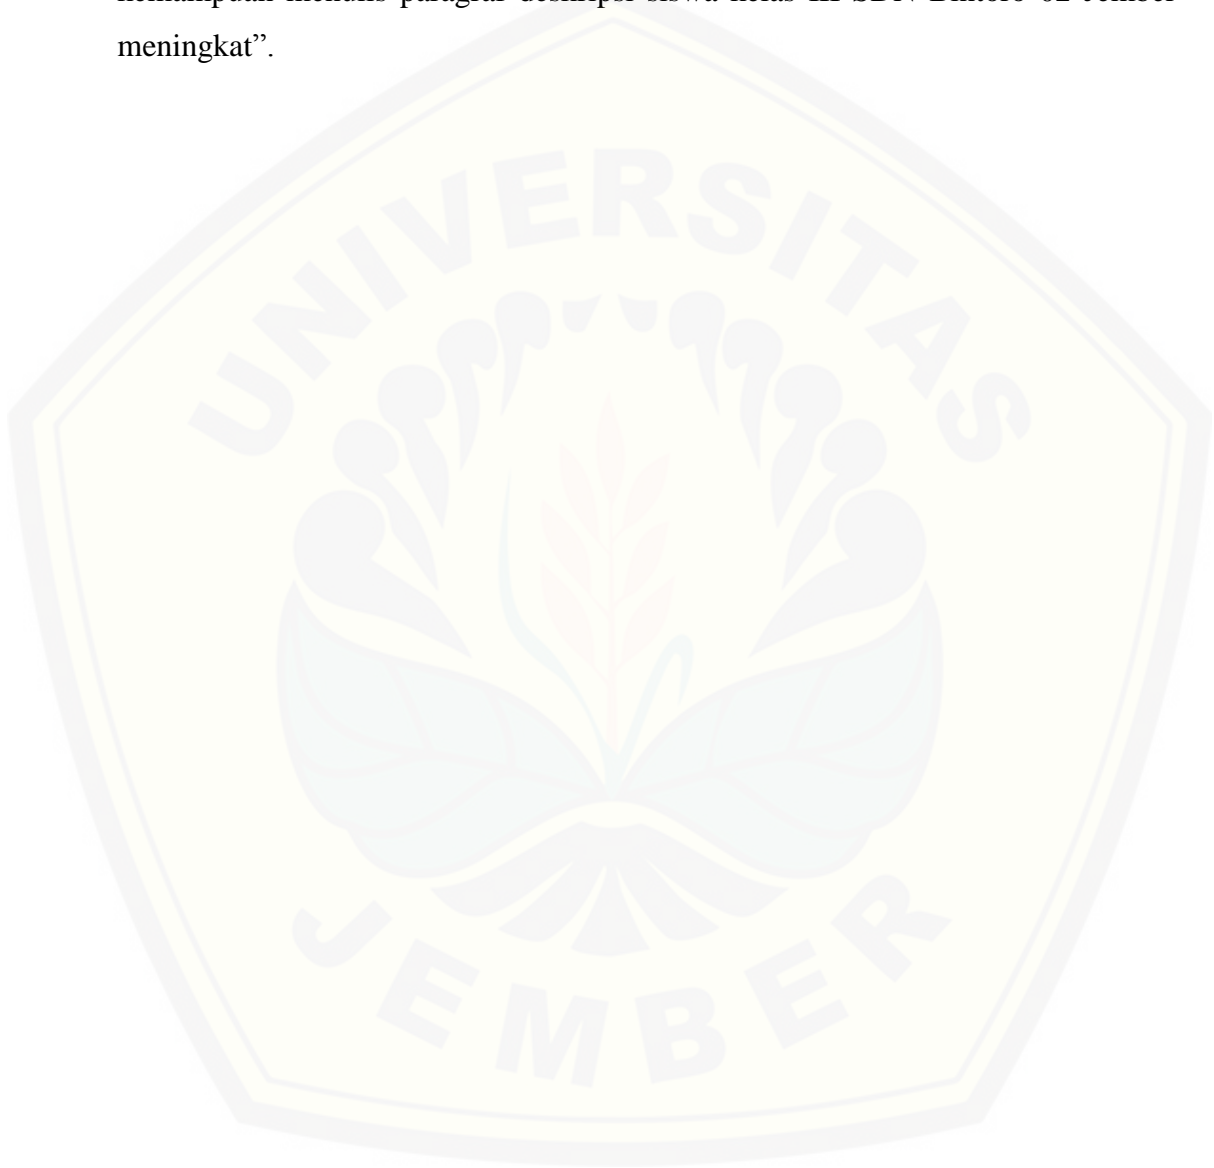 kemampuan menulis paragraf deskripsi siswa kelas III SDN Bintoro 02 Jember
meningkat”.
UNIVERSITAS
JEMBER